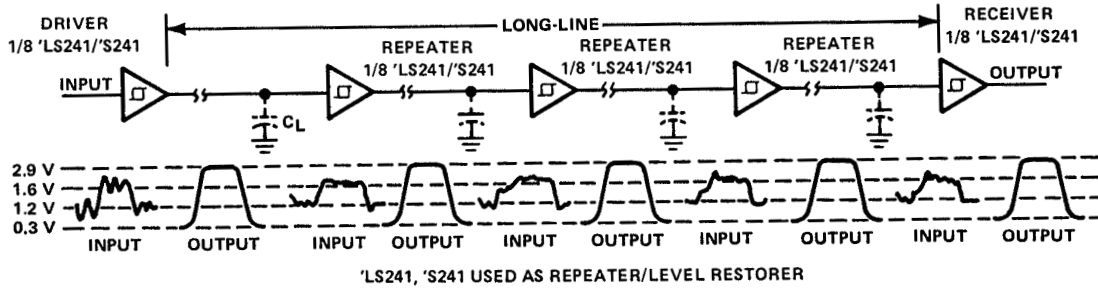 DRIVER
1/8 'LS241/'S241
LONG-LINE
RECEIVER
1/8 'LS241/'S241
REPEATER
1/8 'LS241/'S241
REPEATER
1/8 'LS241/'S241
REPEATER
1/8 'LS241/'S241
INPUT
OUTPUT
CL
2.9 V
1.6 V
1.2 V
0.3 V
INPUT OUTPUT INPUT OUTPUT INPUT OUTPUT INPUT OUTPUT INPUT OUTPUT
'LS241, 'S241 USED AS REPEATER/LEVEL RESTORER